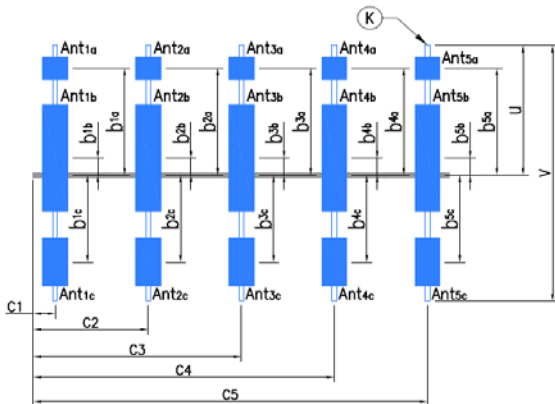 K
Ant1a Ant2a Ant3a Ant4a Ant5a
Ant1b Ant2b Ant3b Ant4b Ant5b
b1b b1a b2b b2a b3b b3a b4b b4a b5b b5a u
v
b1c b2c b3c b4c b5c
Ant1c Ant2c Ant3c Ant4c Ant5c
C1
C2
C3
C4
C5